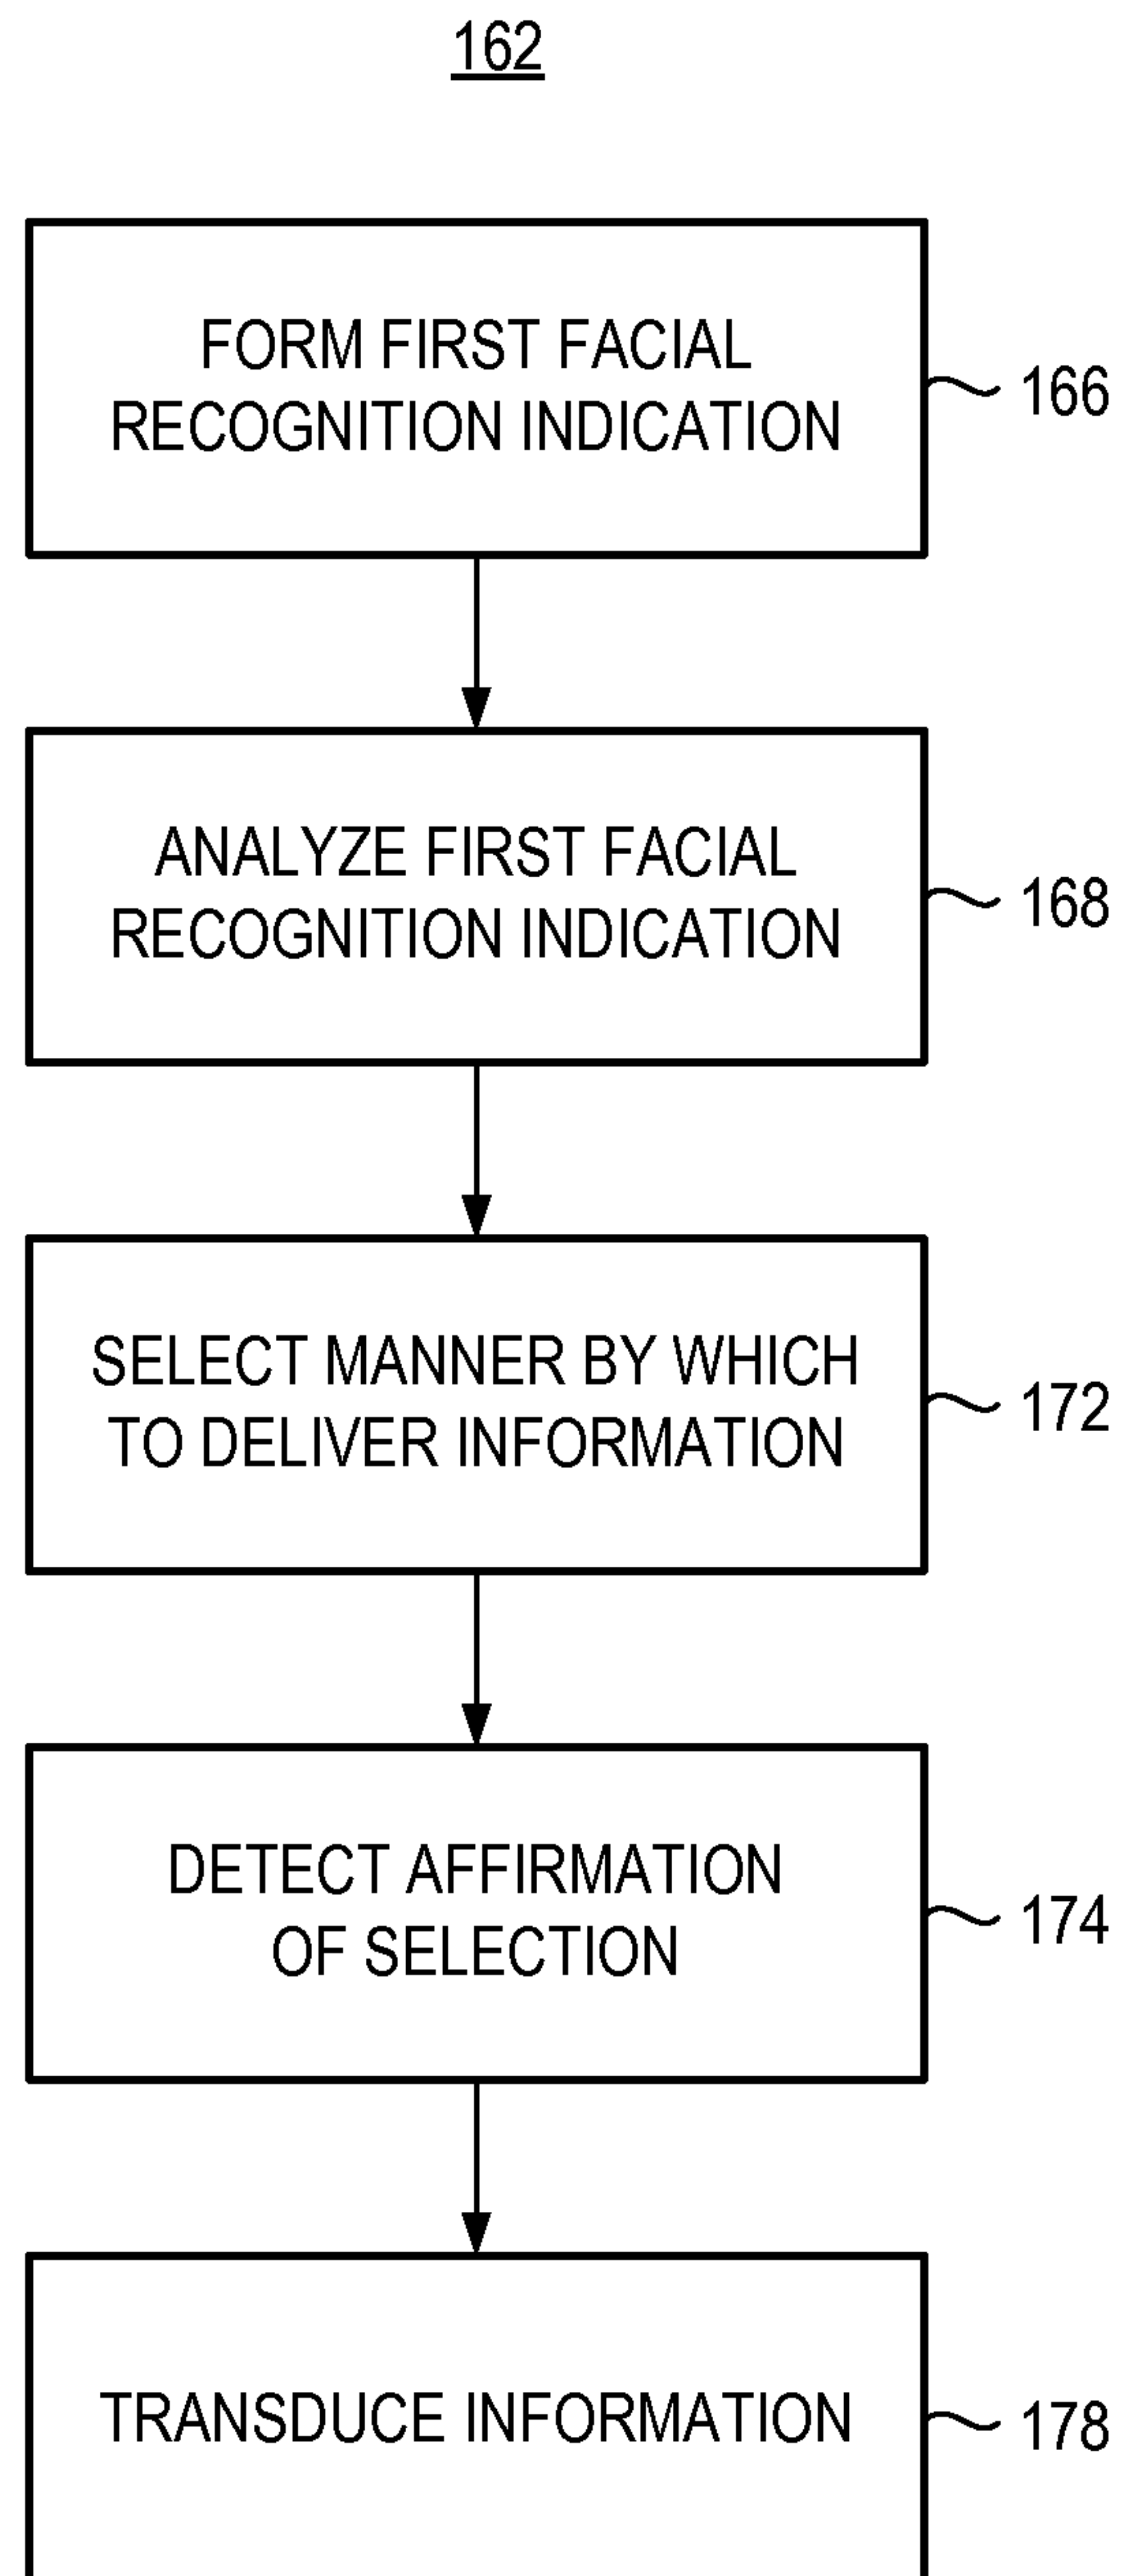 162
FORM FIRST FACIAL
RECOGNITION INDICATION
166
ANALYZE FIRST FACIAL
RECOGNITION INDICATION
168
SELECT MANNER BY WHICH
TO DELIVER INFORMATION
172
DETECT AFFIRMATION
OF SELECTION
174
TRANSDUCE INFORMATION
178